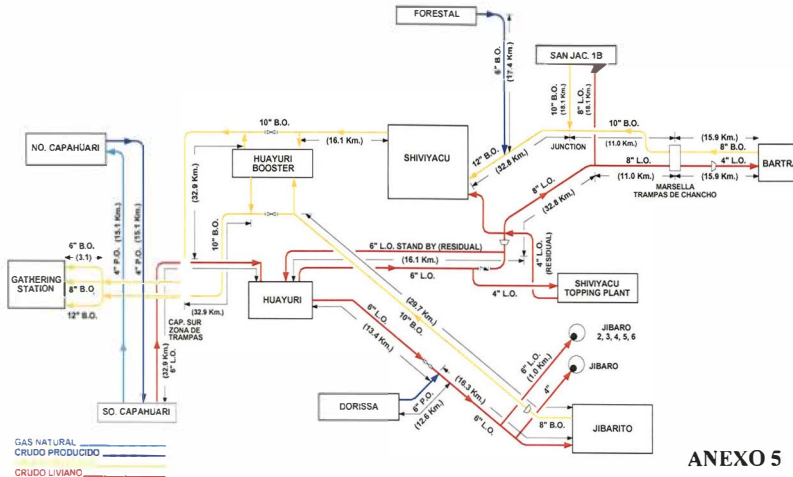 FORESTAL
6" B.O.
(17.4 Km.)
SAN JAC. 1B
10" B.O.
(18.1 Km.)
8" L.O.
(18.1 Km.)
10" B.O.
(11.0 Km.)
JUNCTION
(15.9 Km.)
8" B.O.
4" L.O.
(15.9 Km.)
BARTRA
8" L.O.
(11.0 Km.)
MARSELLA
TRAMPAS DE CHANCHO
10" B.O.
(16.1 Km.)
NO. CAPAHUARI
HUAYURI
BOOSTER
SHIVIYACU
12" B.O.
(32.8 Km.)
8" L.O.
(32.8 Km.)
(32.9 Km.)
10" B.O.
4" P.O. (15.1 Km.)
4" P.O. (15.1 Km.)
6" B.O.
(3.1)
GATHERING
STATION
8" B.O.
12" B.O.
6" L.O. STAND BY (RESIDUAL)
(16.1 Km.)
6" L.O.
4" L.O.
(RESIDUAL)
4" L.O.
SHIVIYACU
TOPPING PLANT
HUAYURI
(32.9 Km.)
CAP. SUR
ZONA DE
TRAMPAS
(32.9 Km.)
6" L.O.
(29.7 Km.)
10" B.O.
6" L.O.
(13.4 Km.)
JIBARO
2, 3, 4, 5, 6
6" L.O.
(1.0 Km.)
JIBARO
4"
(16.3 Km.)
DORISSA
6" P.O.
(12.6 Km.)
6" L.O.
8" B.O.
JIBARITO
SO. CAPAHUARI
GAS NATURAL
CRUDO PRODUCIDO
CRUDO LIVIANO
ANEXO 5